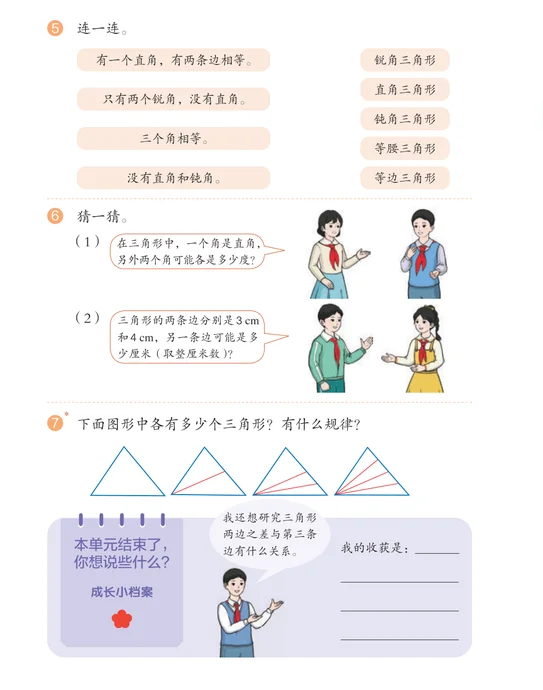 5 连一连。
有一个直角，有两条边相等。 锐角三角形
只有两个锐角，没有直角。 直角三角形
三个角相等。 钝角三角形
没有直角和钝角。 等腰三角形
等边三角形
6 猜一猜。
（1） 在三角形中，一个角是直角，
另外两个角可能各是多少度？
（2） 三角形的两条边分别是3 cm
和4 cm，另一条边可能是多
少厘米（取整厘米数）？
7* 下面图形中各有多少个三角形？有什么规律？
本单元结束了，
你想说些什么？
成长小档案
我还想研究三角形
两边之差与第三条
边有什么关系。
我的收获是：